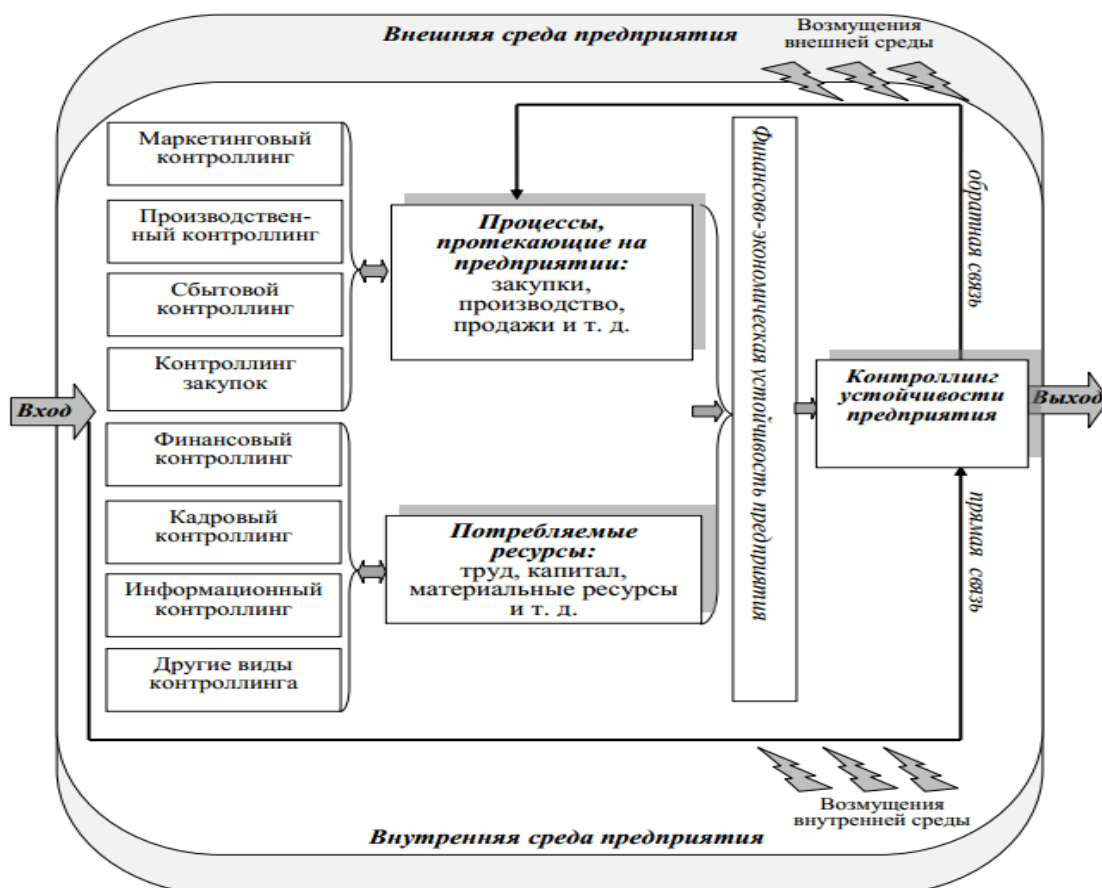 Внешняя среда предприятия
Возмущения
внешней среды
Маркетинговый
контроллинг
Производствен-
ный контроллинг
Сбытовой
контроллинг
Контроллинг
закупок
Вход
Финансовый
контроллинг
Кадровый
контроллинг
Информационный
контроллинг
Другие виды
контроллинга
Процессы,
протекающие на
предприятии:
закупки,
производство,
продажи и т. д.
Потребляемые
ресурсы:
труд, капитал,
материальные ресурсы
и т. д.
Финансово-экономическая устойчивость предприятия
обратная связь
Контроллинг
устойчивости
предприятия
Выход
прямая связь
Возмущения
внутренней среды
Внутренняя среда предприятия